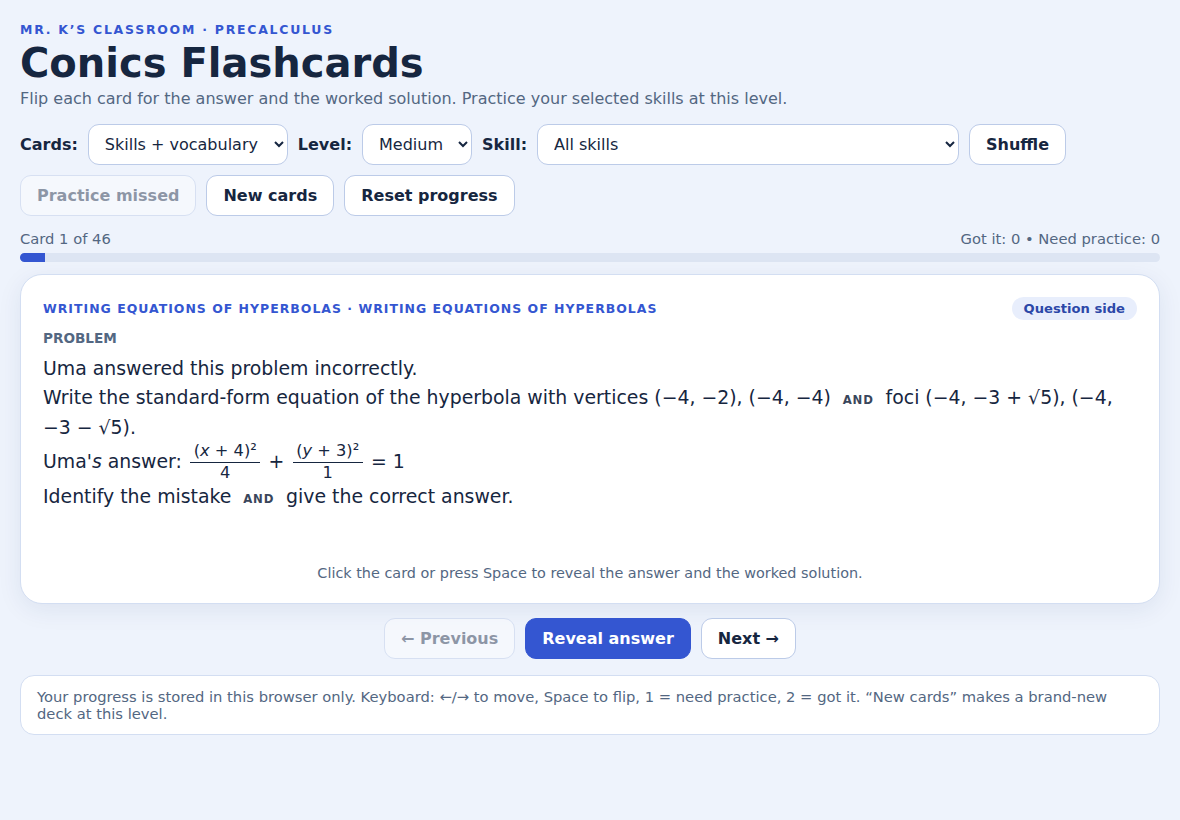 MR. K’S CLASSROOM · PRECALCULUS
Conics Flashcards
Flip each card for the answer and the worked solution. Practice your selected skills at this level.
Cards: Skills + vocabulary Level: Medium Skill: All skills Shuffle
Practice missed New cards Reset progress
Card 1 of 46 Got it: 0 • Need practice: 0
WRITING EQUATIONS OF HYPERBOLAS · WRITING EQUATIONS OF HYPERBOLAS Question side
PROBLEM
Uma answered this problem incorrectly.
Write the standard-form equation of the hyperbola with vertices (−4, −2), (−4, −4) AND foci (−4, −3 + √5), (−4,
−3 − √5).
Uma's answer: (x + 4)²/4 + (y + 3)²/1 = 1
Identify the mistake AND give the correct answer.
Click the card or press Space to reveal the answer and the worked solution.
← Previous Reveal answer Next →
Your progress is stored in this browser only. Keyboard: ←/→ to move, Space to flip, 1 = need practice, 2 = got it. “New cards” makes a brand-new
deck at this level.